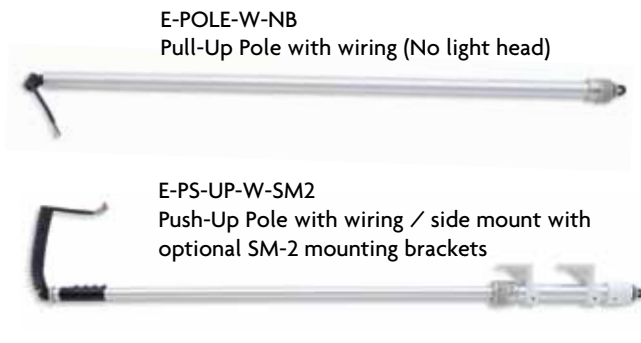 E-POLE-W-NB
Pull-Up Pole with wiring (No light head)
E-PS-UP-W-SM2
Push-Up Pole with wiring / side mount with
optional SM-2 mounting brackets